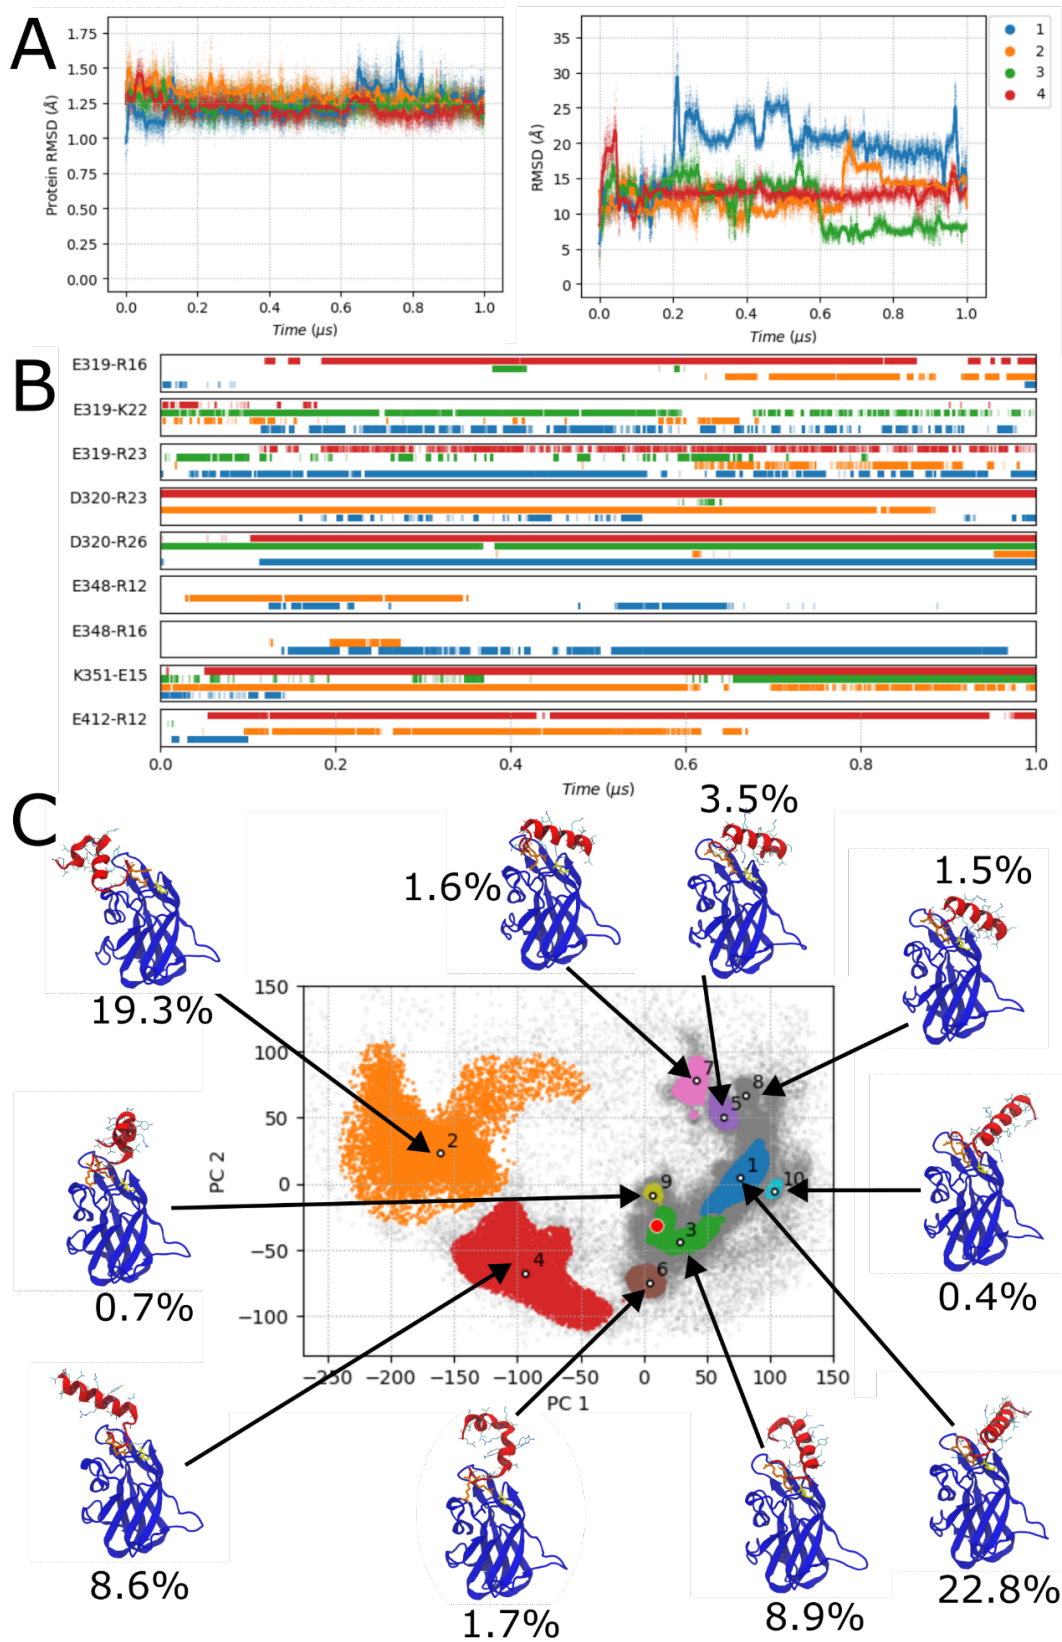 A
Protein RMSD (Å)
1.75
1.50
1.25
1.00
0.75
0.50
0.25
0.00
0.0 0.2 0.4 0.6 0.8 1.0
Time (μs)
RMSD (Å)
35
30
25
20
15
10
5
0
0.0 0.2 0.4 0.6 0.8 1.0
Time (μs)
1
2
3
4
B
E319-R16
E319-K22
E319-R23
D320-R23
D320-R26
E348-R12
E348-R16
K351-E15
E412-R12
0.0 0.2 0.4 0.6 0.8 1.0
Time (μs)
C
3.5%
1.6%
1.5%
19.3%
0.7%
0.4%
8.6%
1.7%
8.9%
22.8%
PC 2
150
100
50
0
−50
−100
7
8
5
2
1
10
9
3
4
6
−250 −200 −150 −100 −50 0 50 100 150
PC 1